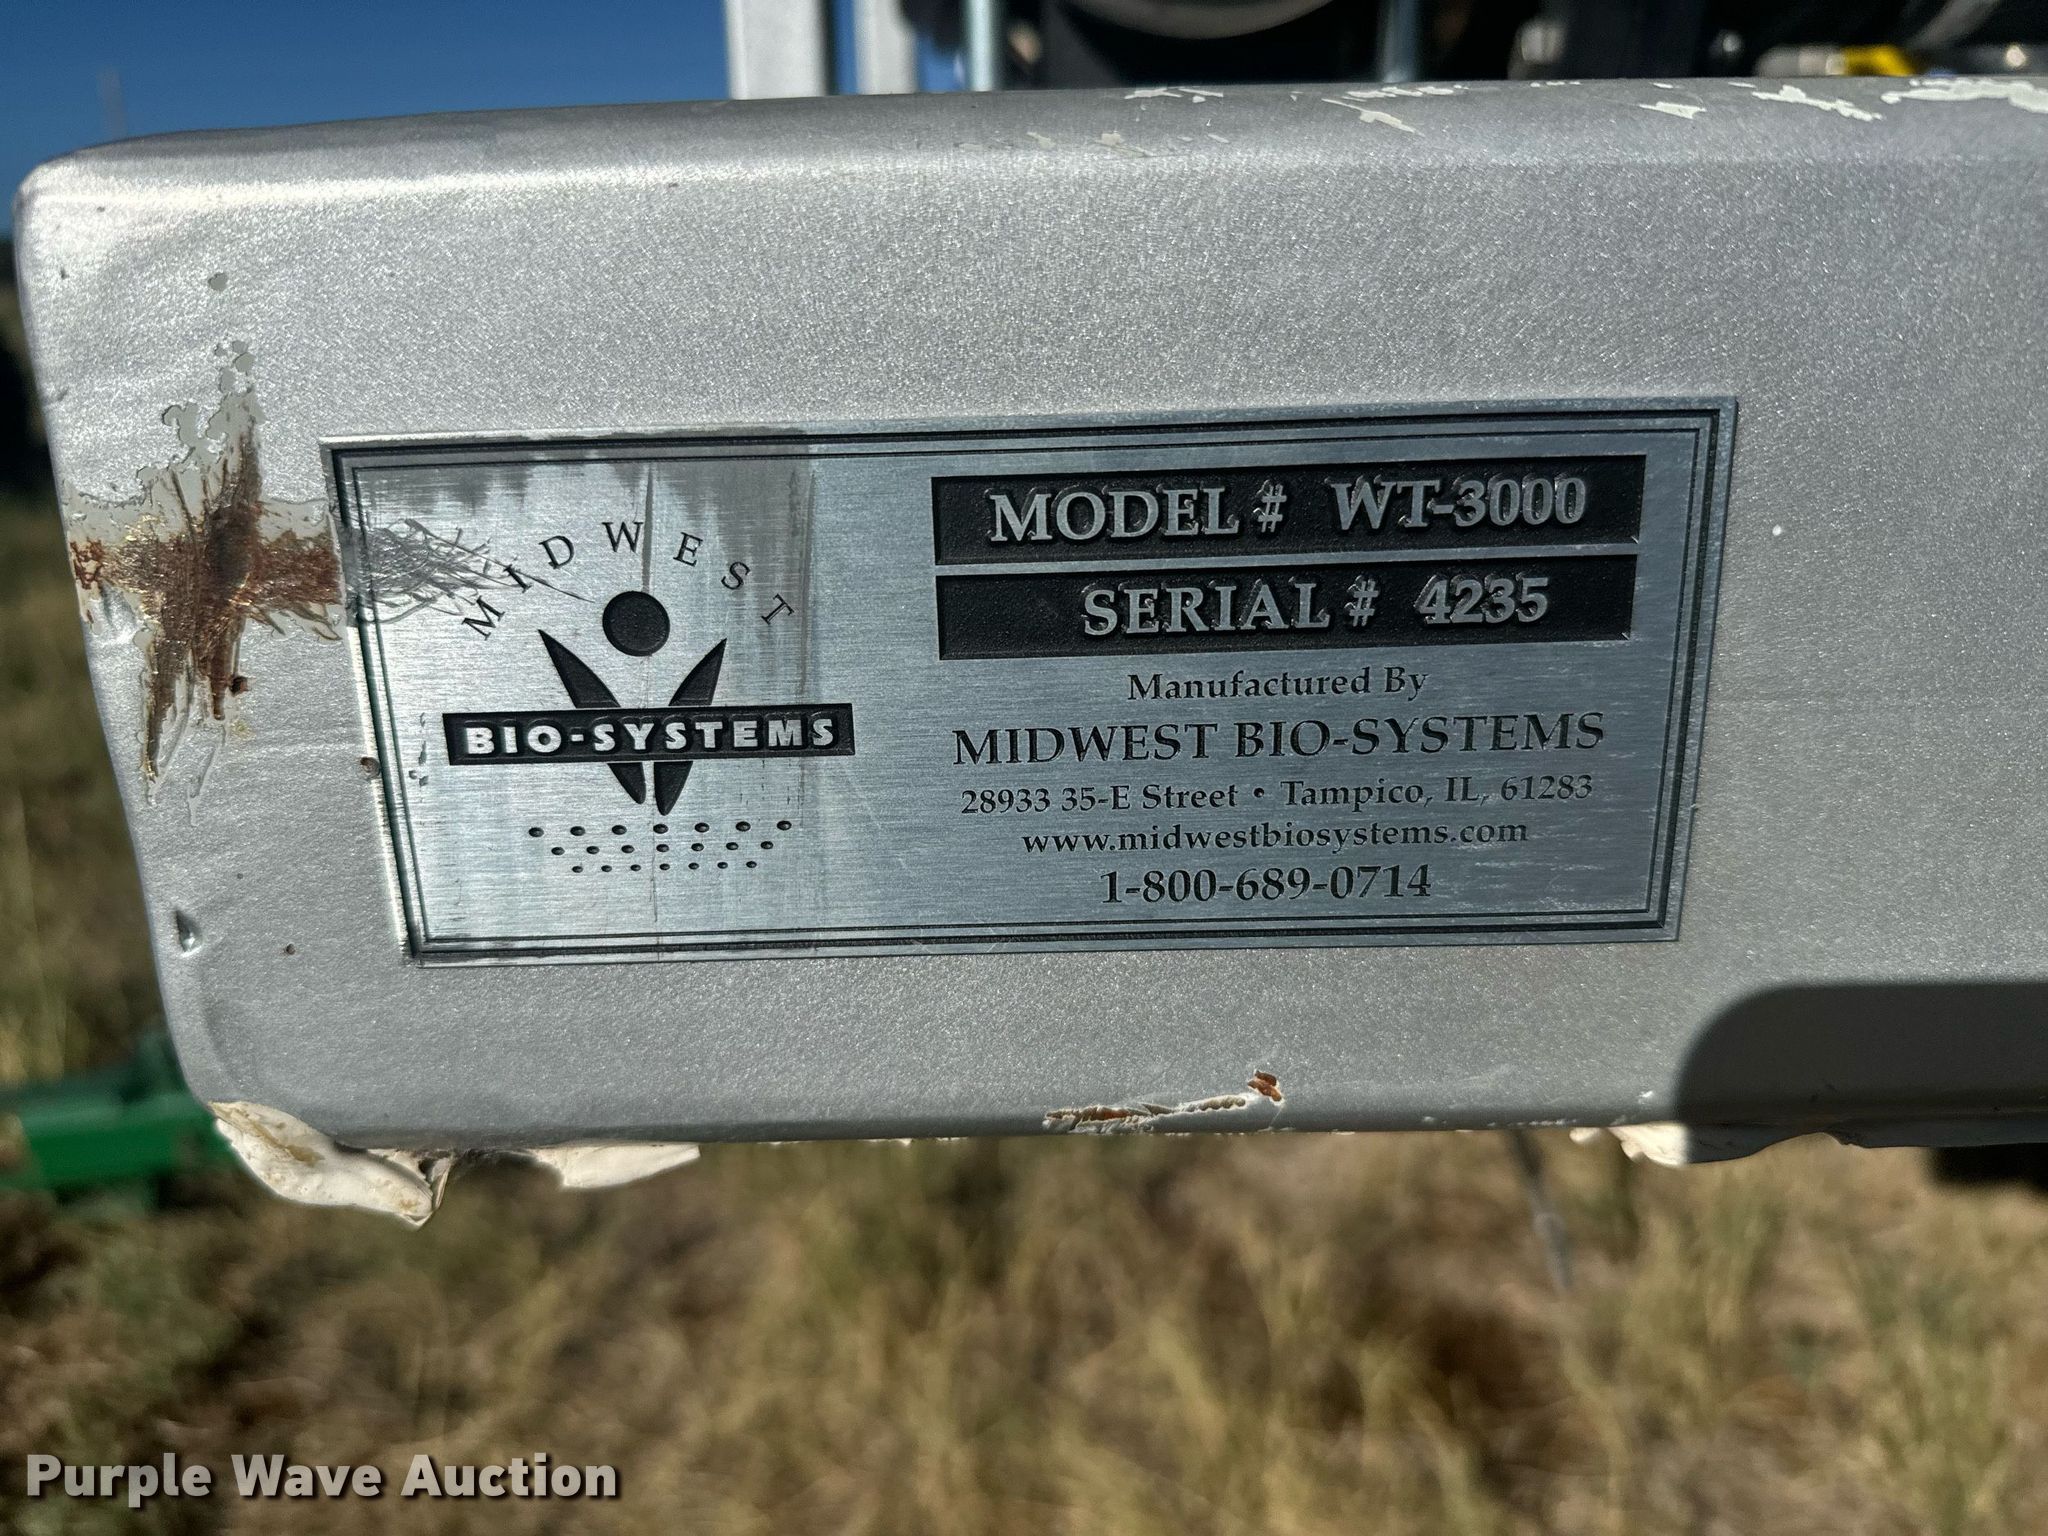 MIDWEST
BIO-SYSTEMS
MODEL # WT-3000
SERIAL # 4235
Manufactured By
MIDWEST BIO-SYSTEMS
28933 35-E Street • Tampico, IL, 61283
www.midwestbiosystems.com
1-800-689-0714
Purple Wave Auction